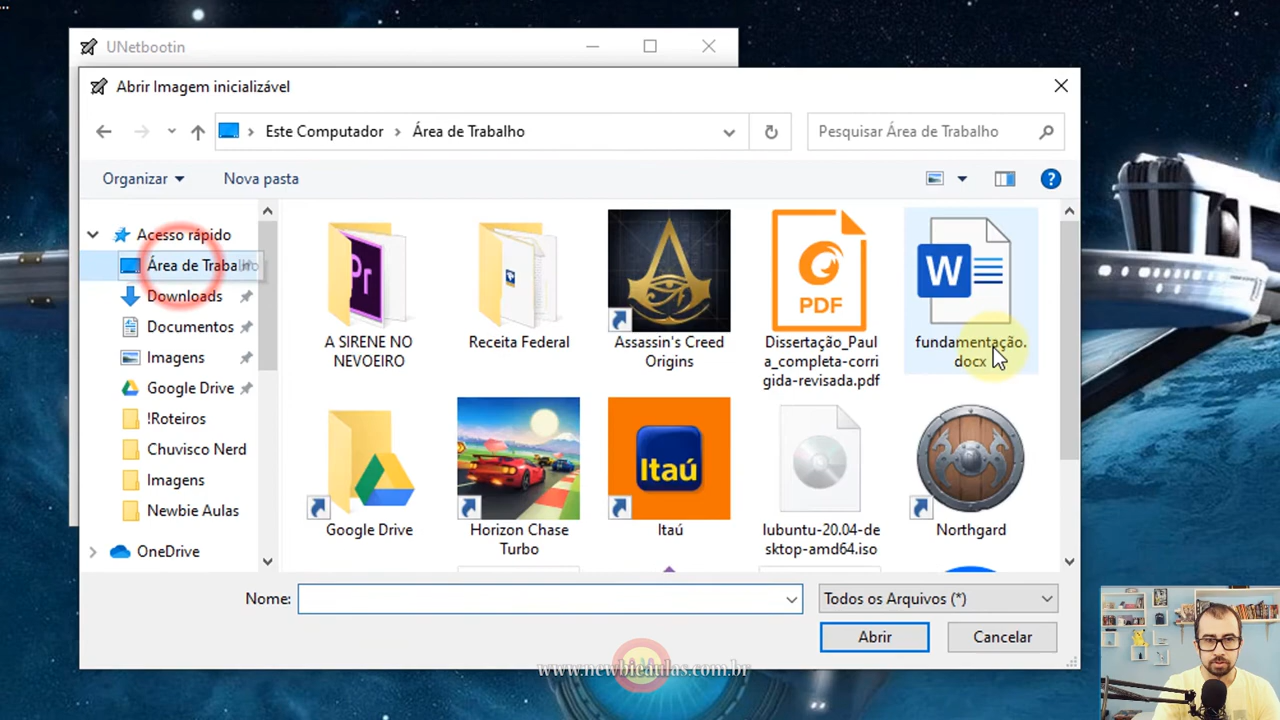 UNetbootin
Abrir Imagem inicializável
Este Computador
Área de Trabalho
Pesquisar Área de Trabalho
Organizar
Nova pasta
Acesso rápido
Área de Trabalho
Downloads
Documentos
Imagens
Google Drive
!Roteiros
Chuvisco Nerd
Imagens
Newbie Aulas
OneDrive
Pr
A SIRENE NO
NEVOEIRO
Receita Federal
Assassin's Creed
Origins
PDF
Dissertação_Paul
a_completa-corri
gida-revisada.pdf
W
fundamentação.
docx
Google Drive
Horizon Chase
Turbo
Itaú
Itaú
lubuntu-20.04-de
sktop-amd64.iso
Northgard
Nome:
Todos os Arquivos (*)
Abrir
Cancelar
www.newbieaulas.com.br